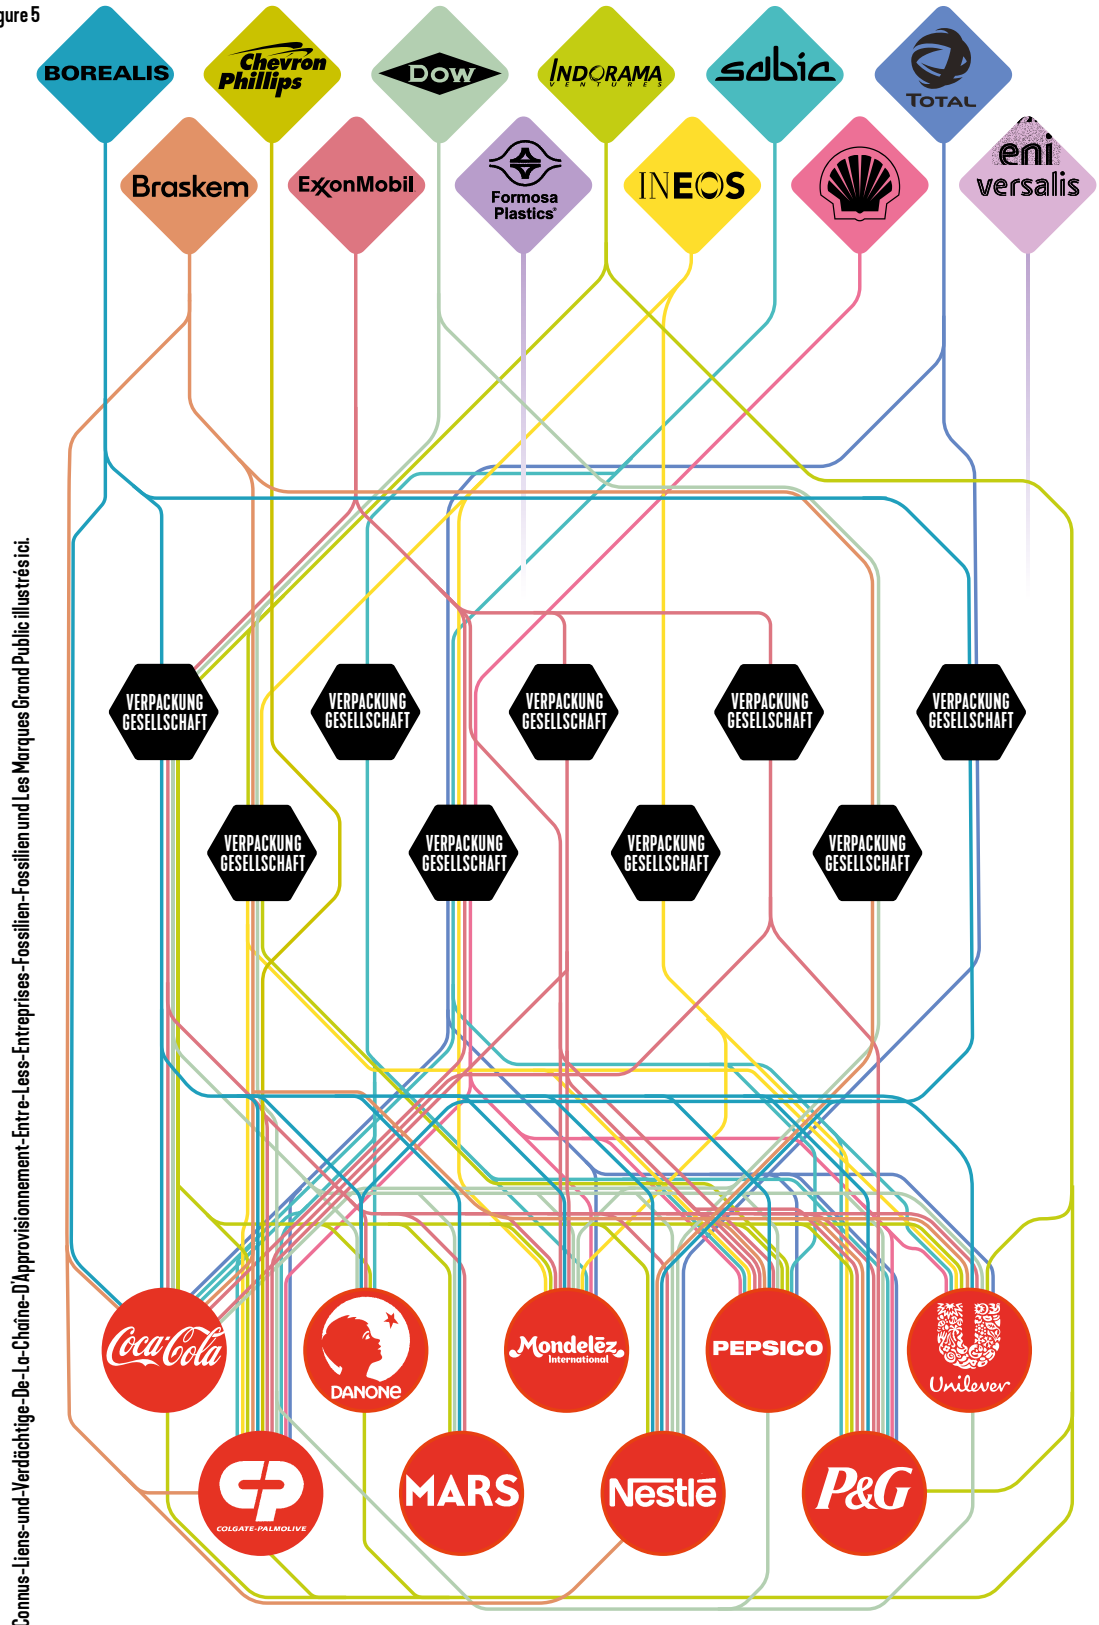 gure 5
BOREALIS
Chevron
Phillips
Dow
INDORAMA
VENTURES
sabic
TOTAL
Braskem
ExxonMobil
Formosa
Plastics
INEOS
eni
versalis
Connus-Liens-und-Verdächtige-De-La-Chaîne-D'Approvisionnement-Entre-Less-Entreprises-Fossilien-Fossilien und Les Marques Grand Public illustrés ici.
VERPACKUNG
GESELLSCHAFT
VERPACKUNG
GESELLSCHAFT
VERPACKUNG
GESELLSCHAFT
VERPACKUNG
GESELLSCHAFT
VERPACKUNG
GESELLSCHAFT
VERPACKUNG
GESELLSCHAFT
VERPACKUNG
GESELLSCHAFT
VERPACKUNG
GESELLSCHAFT
VERPACKUNG
GESELLSCHAFT
Coca-Cola
DANONE
Mondelēz
International
PEPSICO
Unilever
CP
COLGATE-PALMOLIVE
MARS
Nestlé
P&G